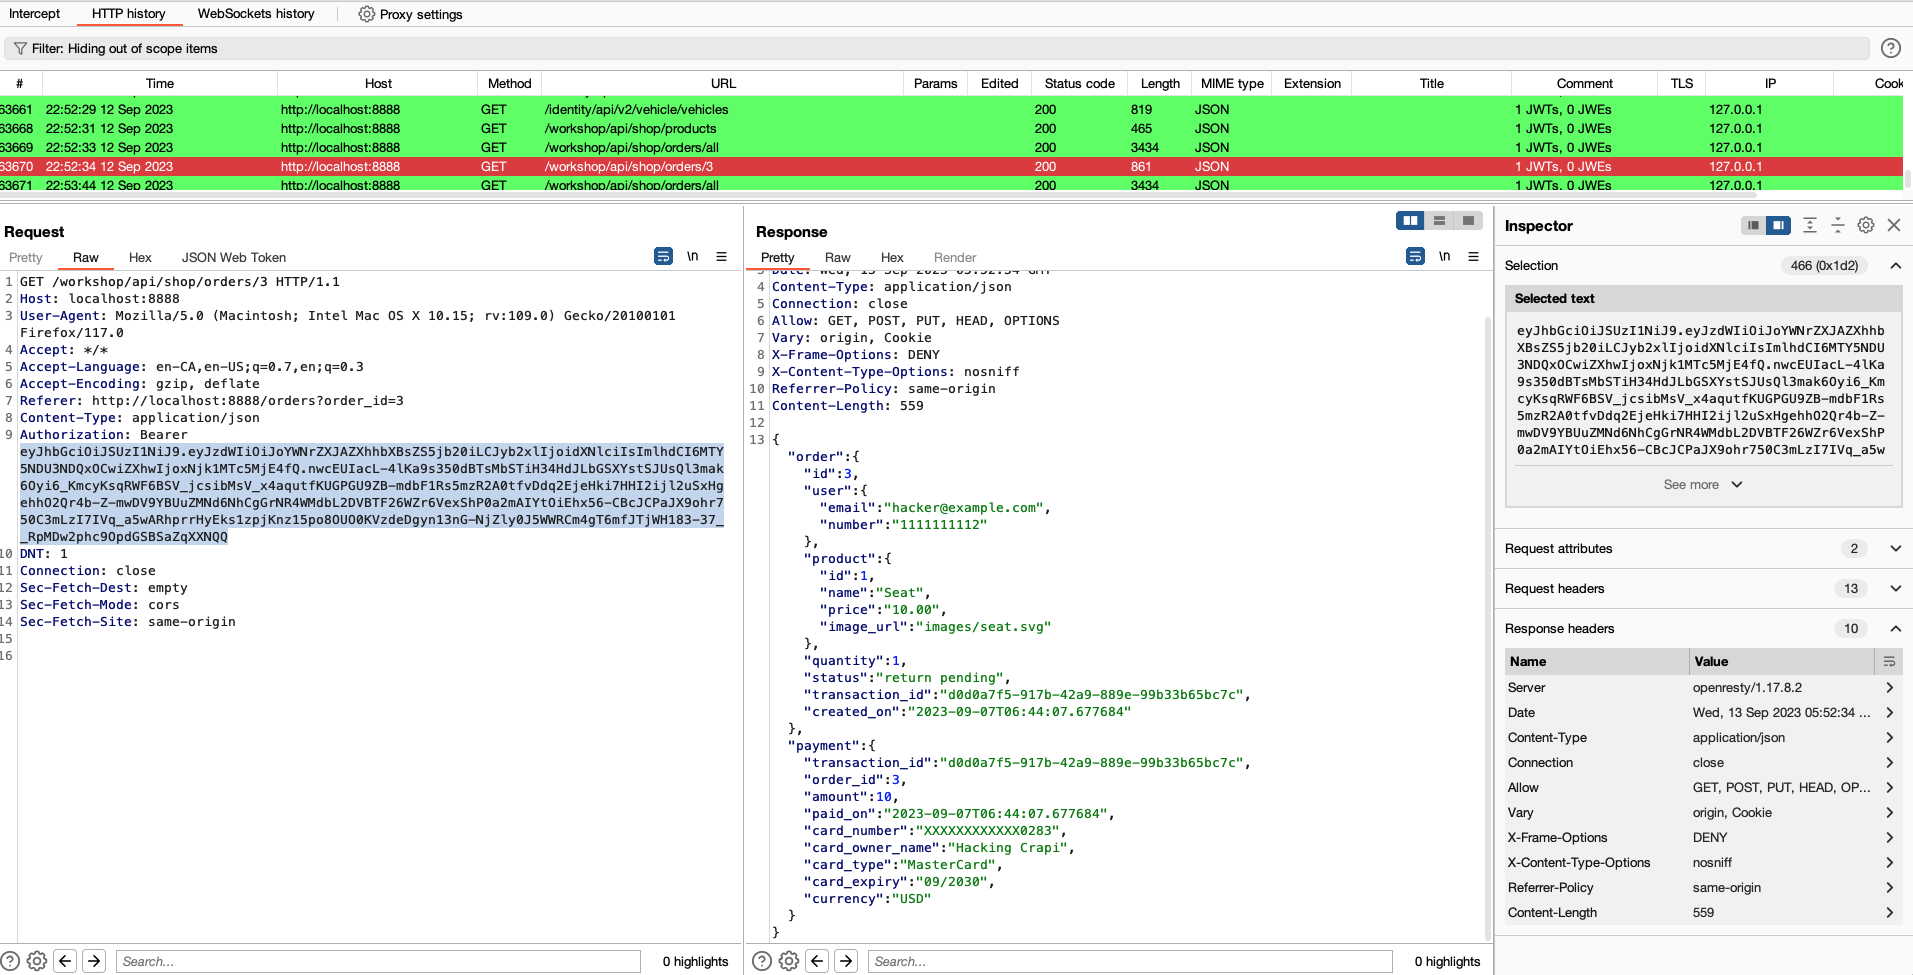 Intercept HTTP history WebSockets history Proxy settings
Filter: Hiding out of scope items
# Time Host Method URL Params Edited Status code Length MIME type Extension Title Comment TLS IP Cook
63661 22:52:29 12 Sep 2023 http://localhost:8888 GET /identity/api/v2/vehicle/vehicles 200 819 JSON 1 JWTs, 0 JWEs 127.0.0.1
63668 22:52:31 12 Sep 2023 http://localhost:8888 GET /workshop/api/shop/products 200 465 JSON 1 JWTs, 0 JWEs 127.0.0.1
63669 22:52:33 12 Sep 2023 http://localhost:8888 GET /workshop/api/shop/orders/all 200 3434 JSON 1 JWTs, 0 JWEs 127.0.0.1
63670 22:52:34 12 Sep 2023 http://localhost:8888 GET /workshop/api/shop/orders/3 200 861 JSON 1 JWTs, 0 JWEs 127.0.0.1
63671 22:53:44 12 Sep 2023 http://localhost:8888 GET /workshop/api/shop/orders/all 200 3434 JSON 1 JWTs, 0 JWEs 127.0.0.1
Request
Pretty Raw Hex JSON Web Token \n
1 GET /workshop/api/shop/orders/3 HTTP/1.1
2 Host: localhost:8888
3 User-Agent: Mozilla/5.0 (Macintosh; Intel Mac OS X 10.15; rv:109.0) Gecko/20100101
Firefox/117.0
4 Accept: */*
5 Accept-Language: en-CA,en-US;q=0.7,en;q=0.3
6 Accept-Encoding: gzip, deflate
7 Referer: http://localhost:8888/orders?order_id=3
8 Content-Type: application/json
9 Authorization: Bearer
eyJhbGciOiJSUzI1NiJ9.eyJzdWIiOiJoYWNrZXJAZXhhbXBsZS5jb20iLCJyb2xlIjoidXNlciIsImlhdCI6MTY
5NDU3NDQxOCwiZXhwIjoxNjk1MTc5MjE4fQ.nwcEUIacL-4lKa9s350dBTsMbSTiH34HdJLbGSXYstSJUsQl3mak
6Oyi6_KmcyKsqRWF6BSV_jcsibMsV_x4aqutfKUGPGU9ZB-mdbF1Rs5mzR2A0tfvDdq2EjeHki7HHI2ijl2uSxHg
ehhO2Qr4b-Z-mwDV9YBUuZMNd6NhCgGrNR4WMdbL2DVBTF26WZr6VexShP0a2mAIYtOiEhx56-CBcJCPaJX9ohr7
50C3mLzI7IVq_a5wARhprrHyEks1zpjKnz15po8OUO0KVzdeDgyn13nG-NjZly0J5WWRCm4gT6mfJTjWH183-37_
_RpMDw2phc9OpdGSBSaZqXXNQQ
10 DNT: 1
11 Connection: close
12 Sec-Fetch-Dest: empty
13 Sec-Fetch-Mode: cors
14 Sec-Fetch-Site: same-origin
15
16
Search... 0 highlights
Response
Pretty Raw Hex Render \n
3 Date: Wed, 13 Sep 2023 05:52:34 GMT
4 Content-Type: application/json
5 Connection: close
6 Allow: GET, POST, PUT, HEAD, OPTIONS
7 Vary: origin, Cookie
8 X-Frame-Options: DENY
9 X-Content-Type-Options: nosniff
10 Referrer-Policy: same-origin
11 Content-Length: 559
12
13 {
"order":{
"id":3,
"user":{
"email":"hacker@example.com",
"number":"1111111112"
},
"product":{
"id":1,
"name":"Seat",
"price":"10.00",
"image_url":"images/seat.svg"
},
"quantity":1,
"status":"return pending",
"transaction_id":"d0d0a7f5-917b-42a9-889e-99b33b65bc7c",
"created_on":"2023-09-07T06:44:07.677684"
},
"payment":{
"transaction_id":"d0d0a7f5-917b-42a9-889e-99b33b65bc7c",
"order_id":3,
"amount":10,
"paid_on":"2023-09-07T06:44:07.677684",
"card_number":"XXXXXXXXXXXX0283",
"card_owner_name":"Hacking Crapi",
"card_type":"MasterCard",
"card_expiry":"09/2030",
"currency":"USD"
}
}
Search... 0 highlights
Inspector
Selection 466 (0x1d2)
Selected text
eyJhbGciOiJSUzI1NiJ9.eyJzdWIiOiJoYWNrZXJAZXhhb
XBsZS5jb20iLCJyb2xlIjoidXNlciIsImlhdCI6MTY5NDU
3NDQxOCwiZXhwIjoxNjk1MTc5MjE4fQ.nwcEUIacL-4lKa
9s350dBTsMbSTiH34HdJLbGSXYstSJUsQl3mak6Oyi6_Km
cyKsqRWF6BSV_jcsibMsV_x4aqutfKUGPGU9ZB-mdbF1Rs
5mzR2A0tfvDdq2EjeHki7HHI2ijl2uSxHgehhO2Qr4b-Z-
mwDV9YBUuZMNd6NhCgGrNR4WMdbL2DVBTF26WZr6VexShP
0a2mAIYtOiEhx56-CBcJCPaJX9ohr750C3mLzI7IVq_a5w
See more
Request attributes 2
Request headers 13
Response headers 10
Name Value
Server openresty/1.17.8.2
Date Wed, 13 Sep 2023 05:52:34 ...
Content-Type application/json
Connection close
Allow GET, POST, PUT, HEAD, OP...
Vary origin, Cookie
X-Frame-Options DENY
X-Content-Type-Options nosniff
Referrer-Policy same-origin
Content-Length 559